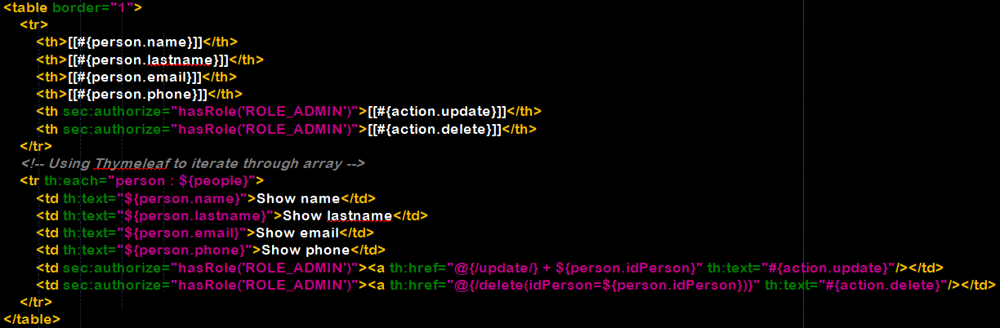 <table border="1">
<tr>
<th>[[#{person.name}]]</th>
<th>[[#{person.lastname}]]</th>
<th>[[#{person.email}]]</th>
<th>[[#{person.phone}]]</th>
<th sec:authorize="hasRole('ROLE_ADMIN')">[[#{action.update}]]</th>
<th sec:authorize="hasRole('ROLE_ADMIN')">[[#{action.delete}]]</th>
</tr>
<!-- Using Thymeleaf to iterate through array -->
<tr th:each="person : ${people}">
<td th:text="${person.name}">Show name</td>
<td th:text="${person.lastname}">Show lastname</td>
<td th:text="${person.email}">Show email</td>
<td th:text="${person.phone}">Show phone</td>
<td sec:authorize="hasRole('ROLE_ADMIN')"><a th:href="@{/update/} + ${person.idPerson}" th:text="#{action.update}"/></td>
<td sec:authorize="hasRole('ROLE_ADMIN')"><a th:href="@{/delete(idPerson=${person.idPerson})}" th:text="#{action.delete}"/></td>
</tr>
</table>